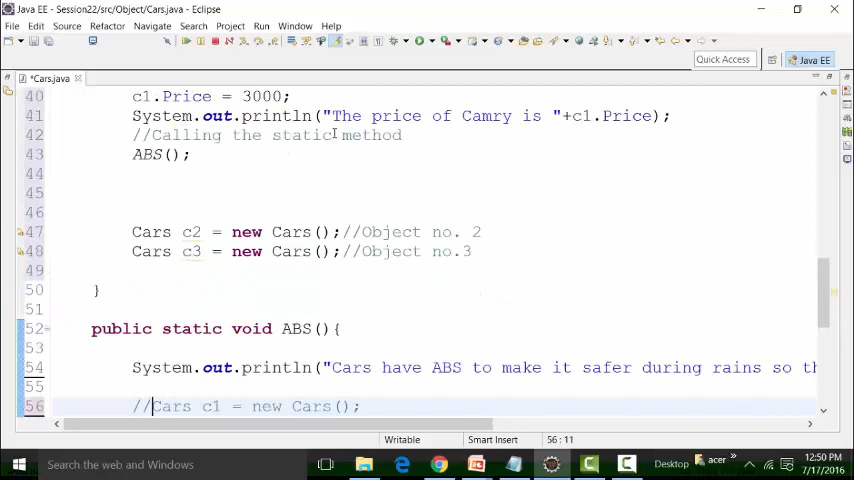 Java EE - Session22/src/Object/Cars.java - Eclipse
File Edit Source Refactor Navigate Search Project Run Window Help
Quick Access
Java EE
*Cars.java
40 c1.Price = 3000;
41 System.out.println("The price of Camry is "+c1.Price);
42 //Calling the static method
43 ABS();
44
45
46
47 Cars c2 = new Cars();//Object no. 2
48 Cars c3 = new Cars();//Object no.3
49
50 }
51
52 public static void ABS(){
53
54 System.out.println("Cars have ABS to make it safer during rains so th
55
56 //Cars c1 = new Cars();
Writable Smart Insert 56 : 11
Search the web and Windows
Desktop
acer
12:50 PM
7/17/2016